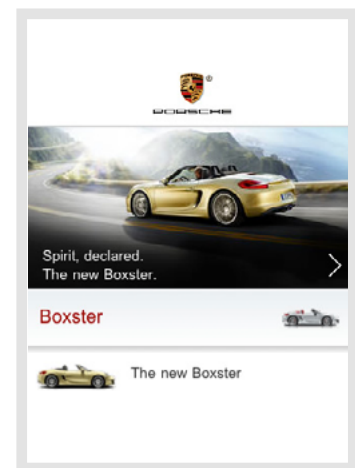 PORSCHE
Spirit, declared.
The new Boxster.
Boxster
The new Boxster